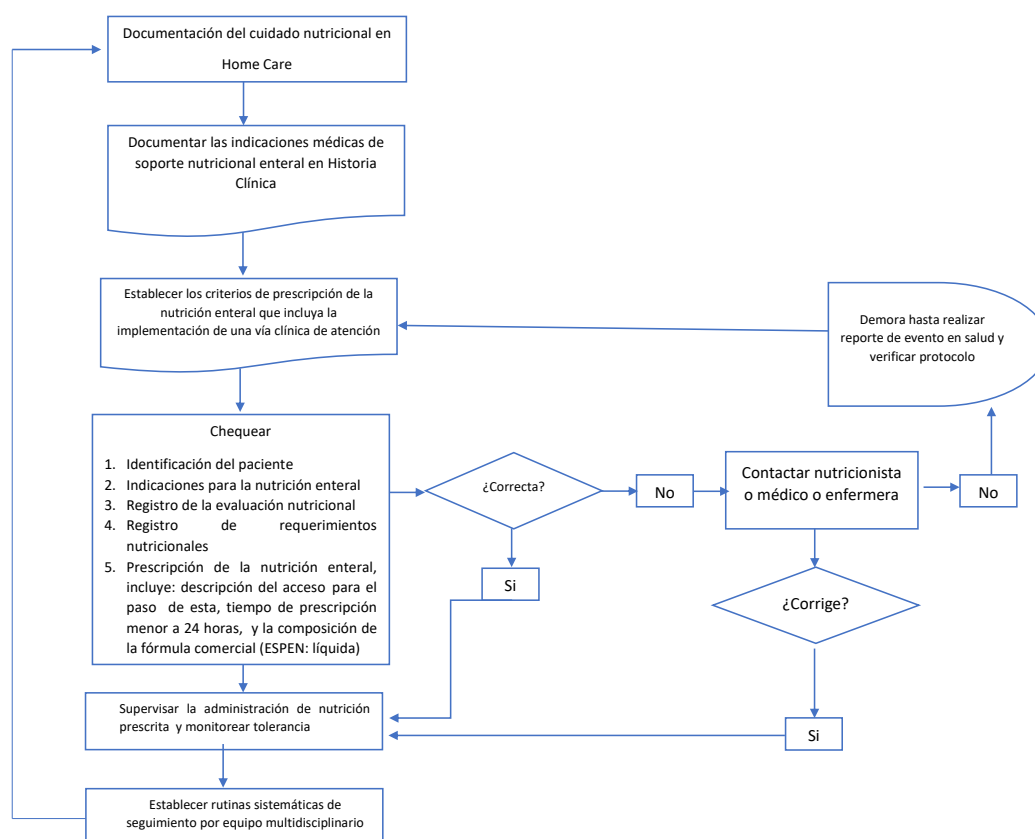 Documentación del cuidado nutricional en
Home Care
Documentar las indicaciones médicas de
soporte nutricional enteral en Historia
Clínica
Establecer los criterios de prescripción de la
nutrición enteral que incluya la
implementación de una vía clínica de atención
Demora hasta realizar
reporte de evento en salud y
verificar protocolo
Chequear
1. Identificación del paciente
2. Indicaciones para la nutrición enteral
3. Registro de la evaluación nutricional
4. Registro de requerimientos
nutricionales
5. Prescripción de la nutrición enteral,
incluye: descripción del acceso para el
paso de esta, tiempo de prescripción
menor a 24 horas, y la composición de
la fórmula comercial (ESPEN: líquida)
¿Correcta?
No
Contactar nutricionista
o médico o enfermera
No
Si
¿Corrige?
Si
Supervisar la administración de nutrición
prescrita y monitorear tolerancia
Establecer rutinas sistemáticas de
seguimiento por equipo multidisciplinario